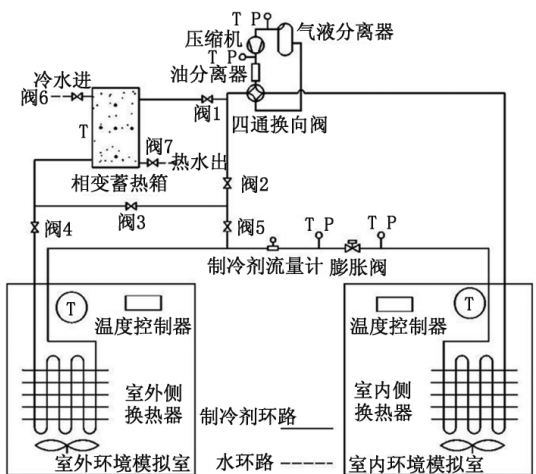 T P
气液分离器
压缩机
T P
油分离器
冷水进
阀6
阀1
四通换向阀
T
阀7
热水出
相变蓄热箱
阀2
阀3
阀4
阀5
T P
T P
制冷剂流量计
膨胀阀
T
温度控制器
T
温度控制器
室外侧
换热器
室内侧
换热器
制冷剂环路
水环路
室外环境模拟室
室内环境模拟室